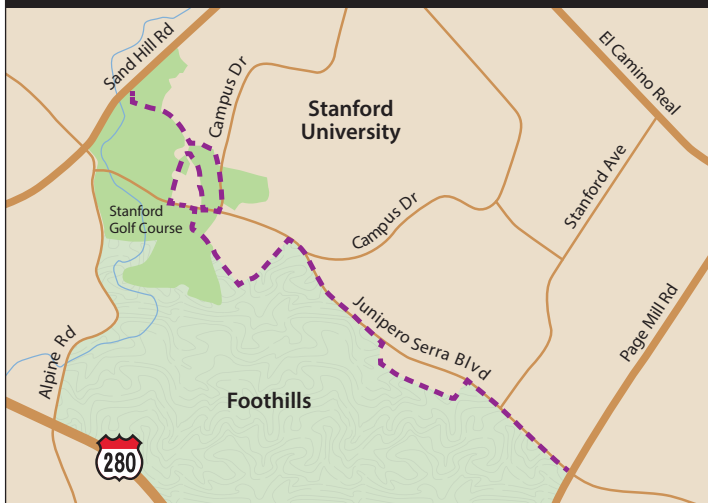 Sand Hill Rd
Campus Dr
El Camino Real
Stanford
University
Stanford Ave
Stanford
Golf Course
Campus Dr
Page Mill Rd
Junipero Serra Blvd
Alpine Rd
Foothills
280